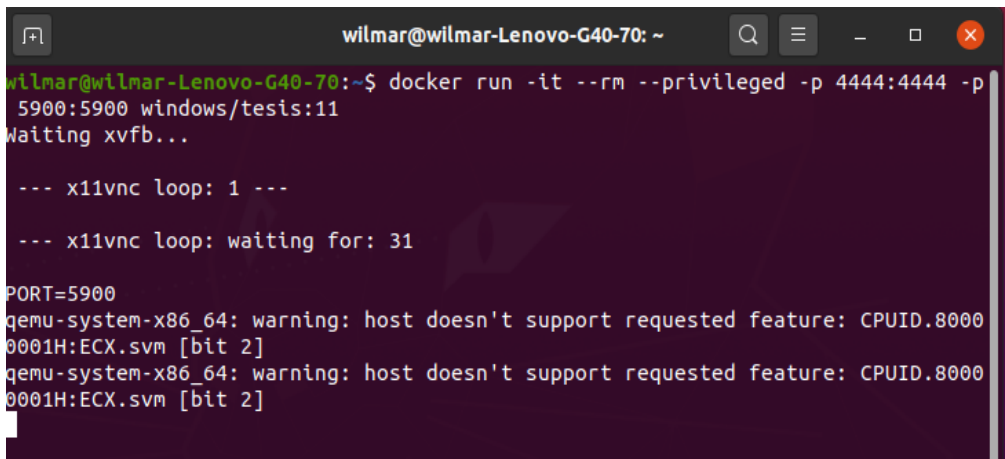 wilmar@wilmar-Lenovo-G40-70: ~
wilmar@wilmar-Lenovo-G40-70:~$ docker run -it --rm --privileged -p 4444:4444 -p
 5900:5900 windows/tesis:11
Waiting xvfb...
 --- x11vnc loop: 1 ---
 --- x11vnc loop: waiting for: 31
PORT=5900
qemu-system-x86_64: warning: host doesn't support requested feature: CPUID.8000
0001H:ECX.svm [bit 2]
qemu-system-x86_64: warning: host doesn't support requested feature: CPUID.8000
0001H:ECX.svm [bit 2]